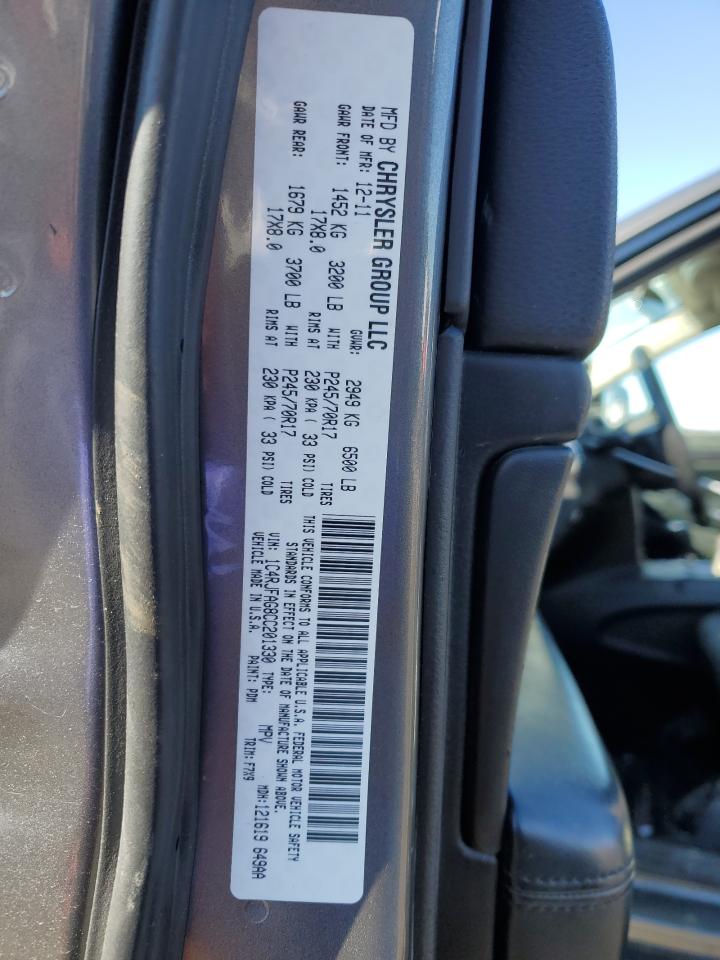 MFD BY CHRYSLER GROUP LLC
DATE OF MFR: 12-11 GVWR: 2949 KG 6500 LB
GAWR FRONT: 1452 KG 3200 LB WITH P245/70R17 TIRES
17X8.0 RIMS AT 230 KPA ( 33 PSI) COLD
GAWR REAR: 1679 KG 3700 LB WITH P245/70R17 TIRES
17X8.0 RIMS AT 230 KPA ( 33 PSI) COLD
THIS VEHICLE CONFORMS TO ALL APPLICABLE U.S.A. FEDERAL MOTOR VEHICLE SAFETY
STANDARDS IN EFFECT ON THE DATE OF MANUFACTURE SHOWN ABOVE.
VIN: 1C4RJFAG8CC201330 TYPE: MPV MDH:121619 649AA
VEHICLE MADE IN U.S.A. PAINT: PDM TRIM:F7X9